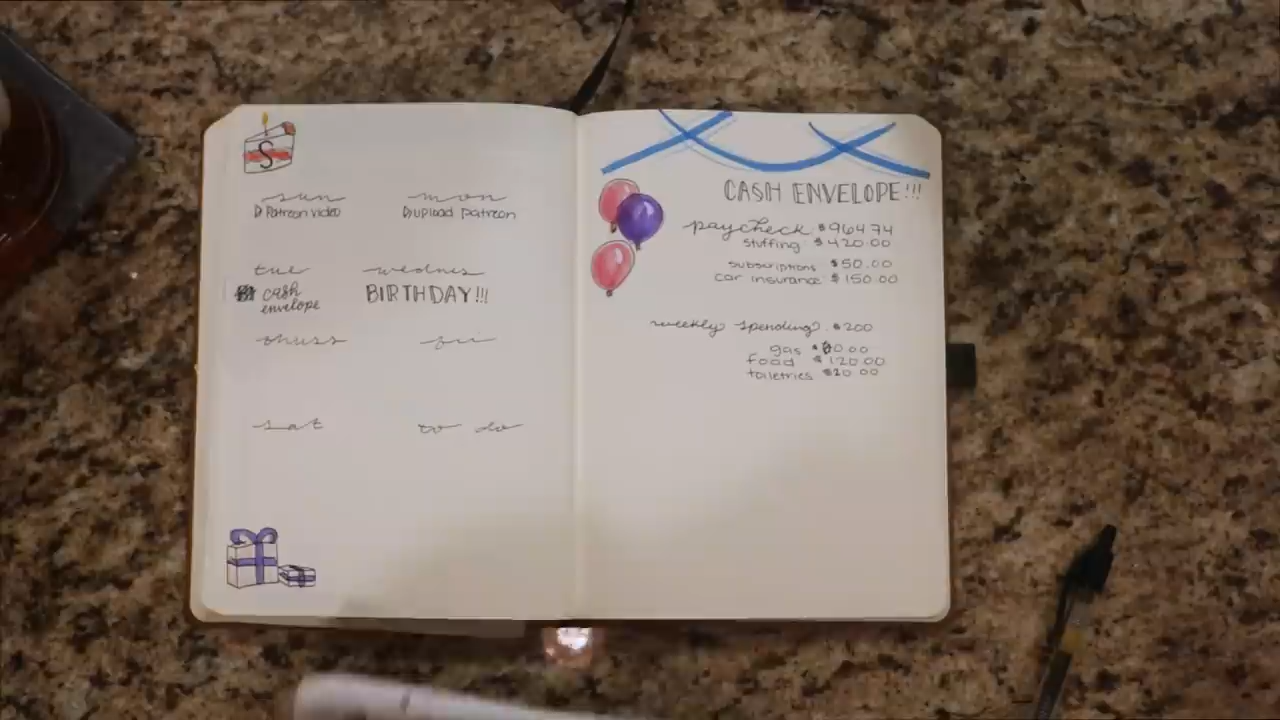 S
sun
Patreon video
mon
upload patreon
tue
cash
envelope
wednes
BIRTHDAY!!!
thurs
fri
sat
to do
CASH ENVELOPE!!!
paycheck: $964.74
stuffing: $420.00
subscriptions $50.00
car insurance: $150.00
weekly spending: $200
gas
food $120.00
toiletries $20.00